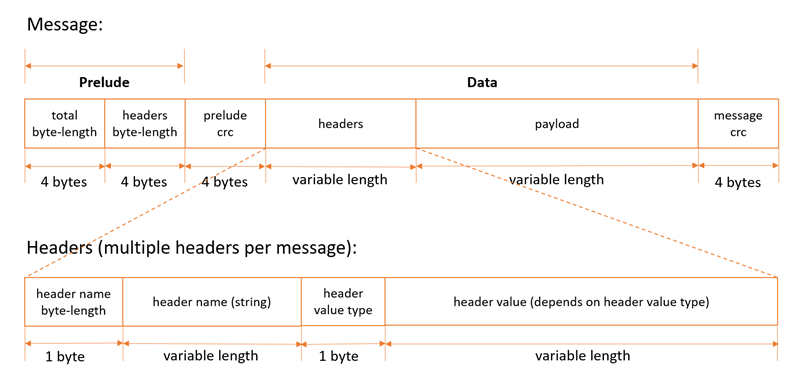 Message:
Prelude
Data
total
byte-length
headers
byte-length
prelude
crc
headers
payload
message
crc
4 bytes
4 bytes
4 bytes
variable length
variable length
4 bytes
Headers (multiple headers per message):
header name
byte-length
header name (string)
header
value type
header value (depends on header value type)
1 byte
variable length
1 byte
variable length